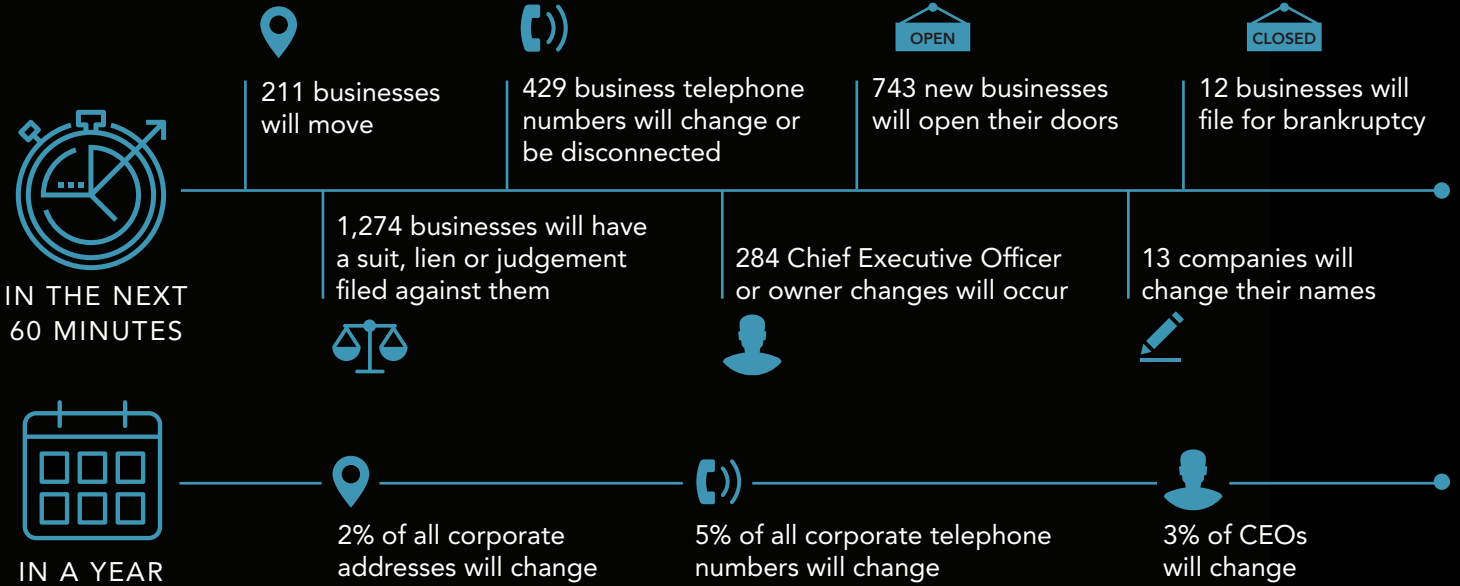 OPEN
CLOSED
211 businesses
will move
429 business telephone
numbers will change or
be disconnected
743 new businesses
will open their doors
12 businesses will
file for brankruptcy
1,274 businesses will have
a suit, lien or judgement
filed against them
284 Chief Executive Officer
or owner changes will occur
13 companies will
change their names
IN THE NEXT
60 MINUTES
2% of all corporate
addresses will change
5% of all corporate telephone
numbers will change
3% of CEOs
will change
IN A YEAR